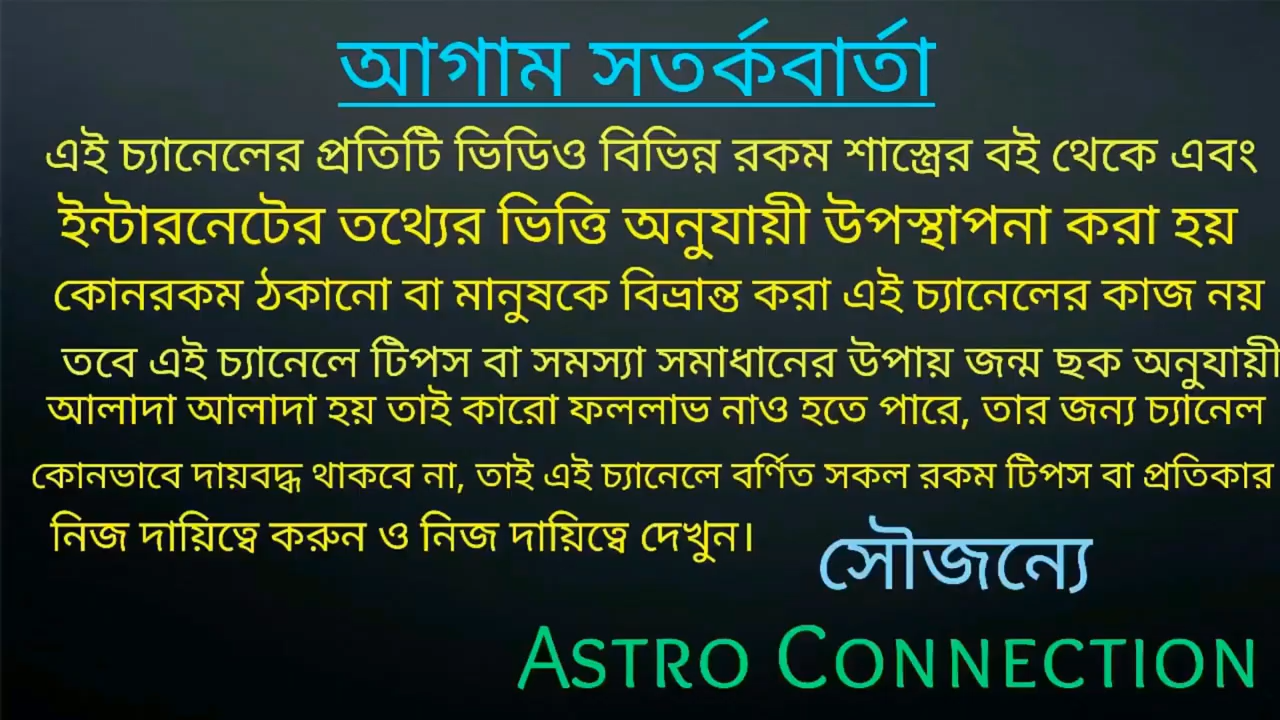 আগাম সতর্কবার্তা
এই চ্যানেলের প্রতিটি ভিডিও বিভিন্ন রকম শাস্ত্রের বই থেকে এবং
ইন্টারনেটের তথ্যের ভিত্তি অনুযায়ী উপস্থাপনা করা হয়
কোনরকম ঠকানো বা মানুষকে বিভ্রান্ত করা এই চ্যানেলের কাজ নয়
তবে এই চ্যানেলে টিপস বা সমস্যা সমাধানের উপায় জন্ম ছক অনুযায়ী
আলাদা আলাদা হয় তাই কারো ফললাভ নাও হতে পারে, তার জন্য চ্যানেল
কোনভাবে দায়বদ্ধ থাকবে না, তাই এই চ্যানেলে বর্ণিত সকল রকম টিপস বা প্রতিকার
নিজ দায়িত্বে করুন ও নিজ দায়িত্বে দেখুন।
সৌজন্যে
ASTRO CONNECTION